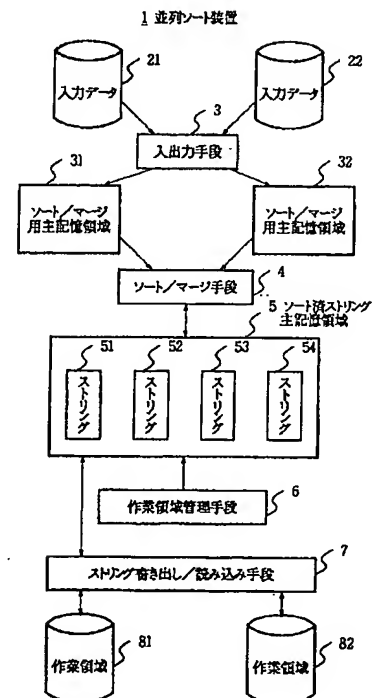 1 並列ソート装置
21
22
入力データ
入力データ
3
入出力手段
31
32
ソート/マージ
用主記憶領域
ソート/マージ
用主記憶領域
4
ソート/マージ手段
5 ソート済ストリング
主記憶領域
51
52
53
54
ストリング
ストリング
ストリング
ストリング
6
作業領域管理手段
7
ストリング書き出し/読み込み手段
81
82
作業領域
作業領域